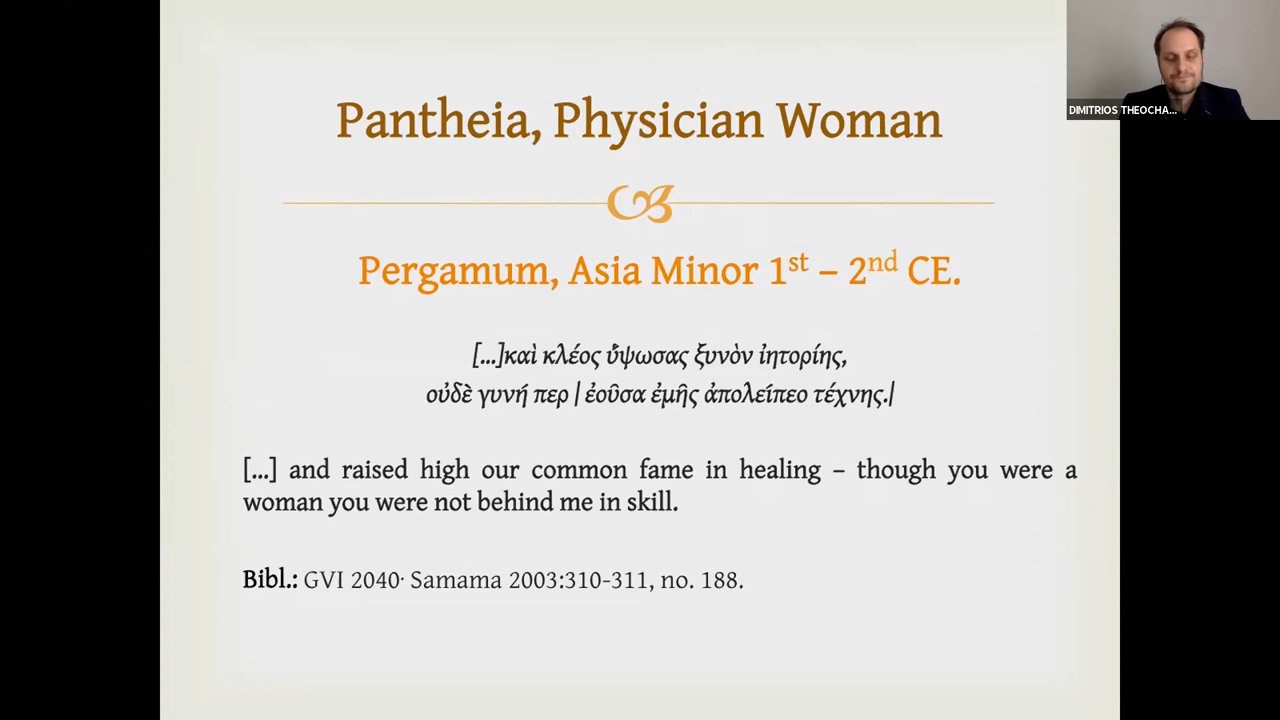 DIMITRIOS THEOCHA...
Pantheia, Physician Woman
Pergamum, Asia Minor 1st – 2nd CE.
[...]καὶ κλέος ὕψωσας ξυνὸν ἰητορίης,
οὐδὲ γυνή περ | ἐοῦσα ἐμῆς ἀπολείπεο τέχνης.|
[...] and raised high our common fame in healing – though you were a
woman you were not behind me in skill.
Bibl.: GVI 2040· Samama 2003:310-311, no. 188.